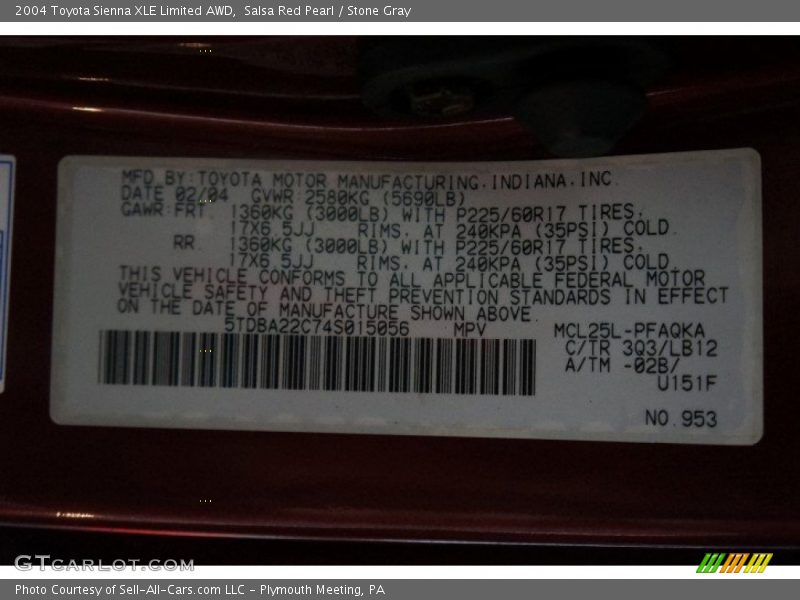 2004 Toyota Sienna XLE Limited AWD, Salsa Red Pearl / Stone Gray
MFD. BY: TOYOTA MOTOR MANUFACTURING, INDIANA, INC.
DATE 02/04 GVWR 2580KG (5690LB)
GAWR FRT. 1360KG (3000LB) WITH P225/60R17 TIRES,
17X6.5JJ RIMS, AT 240KPA (35PSI) COLD.
RR. 1360KG (3000LB) WITH P225/60R17 TIRES,
17X6.5JJ RIMS, AT 240KPA (35PSI) COLD.
THIS VEHICLE CONFORMS TO ALL APPLICABLE FEDERAL MOTOR
VEHICLE SAFETY AND THEFT PREVENTION STANDARDS IN EFFECT
ON THE DATE OF MANUFACTURE SHOWN ABOVE.
5TDBA22C74S015056 MPV MCL25L-PFAQKA
C/TR 3Q3/LB12
A/TM -02B/
U151F
NO. 953
GTCARLOT.COM
Photo Courtesy of Sell-All-Cars.com LLC - Plymouth Meeting, PA